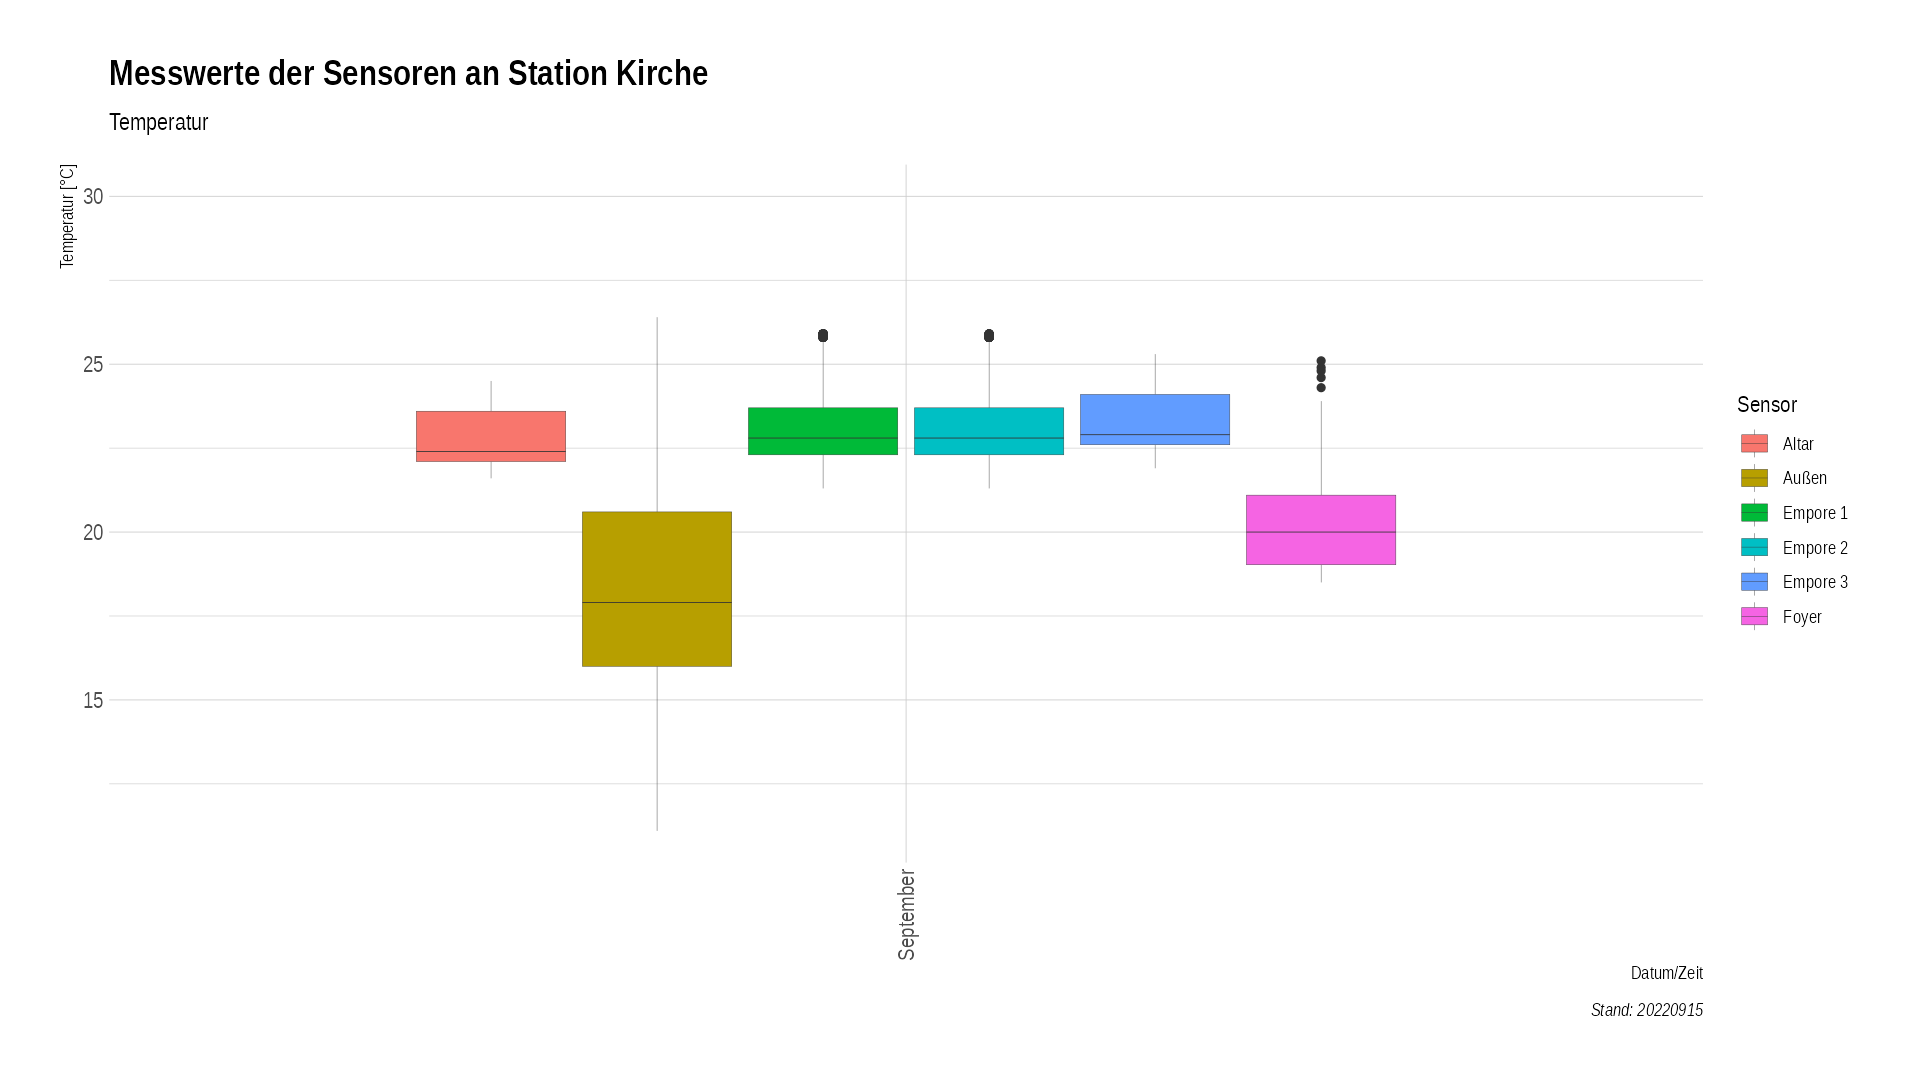 Messwerte der Sensoren an Station Kirche
Temperatur
Temperatur [°C]
30
25
20
15
September
Datum/Zeit
Stand: 20220915
Sensor
Altar
Außen
Empore 1
Empore 2
Empore 3
Foyer